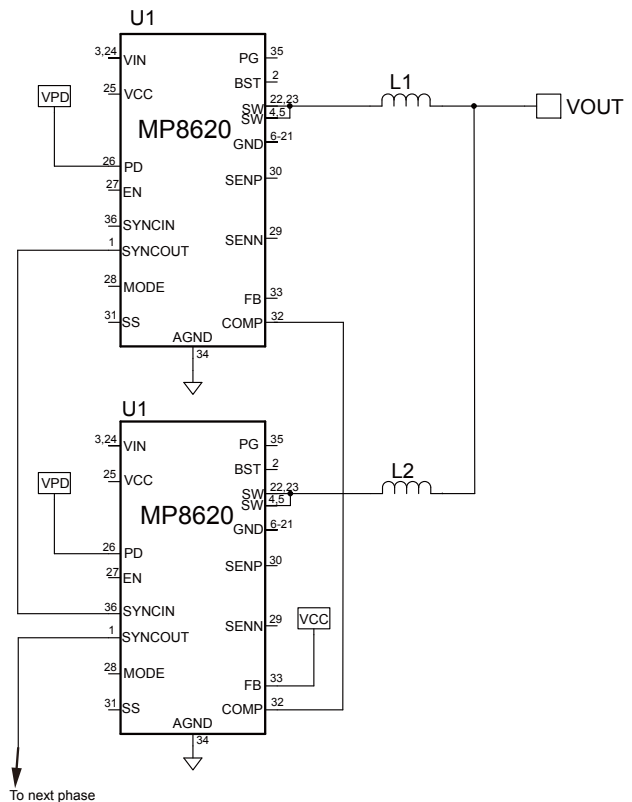 U1
3,24 VIN PG 35
BST 2
VPD 25 VCC
SW 22,23
SW 4,5
L1
VOUT
MP8620
GND 6-21
26 PD
SENP 30
27 EN
36 SYNCIN
SENN 29
1 SYNCOUT
28 MODE
FB 33
31 SS COMP 32
AGND
34
U1
3,24 VIN PG 35
BST 2
VPD 25 VCC
SW 22,23
SW 4,5
L2
MP8620
GND 6-21
26 PD
SENP 30
27 EN
36 SYNCIN
SENN 29
VCC
1 SYNCOUT
28 MODE
FB 33
31 SS COMP 32
AGND
34
To next phase